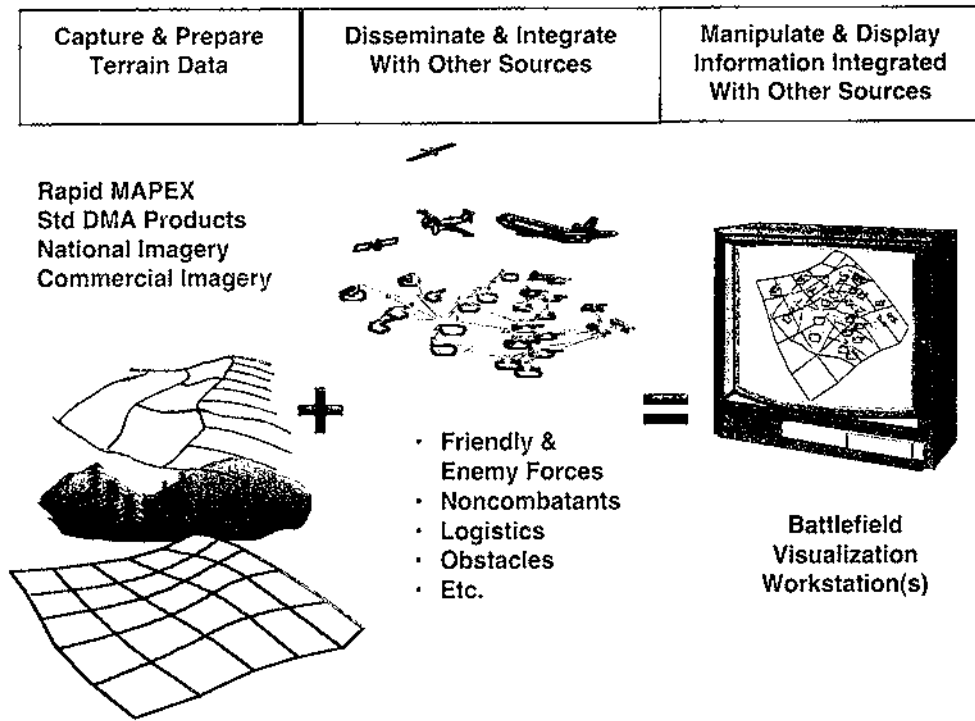 Capture & Prepare
Terrain Data
Disseminate & Integrate
With Other Sources
Manipulate & Display
Information Integrated
With Other Sources
Rapid MAPEX
Std DMA Products
National Imagery
Commercial Imagery
+
=
· Friendly &
Enemy Forces
· Noncombatants
· Logistics
· Obstacles
· Etc.
Battlefield
Visualization
Workstation(s)